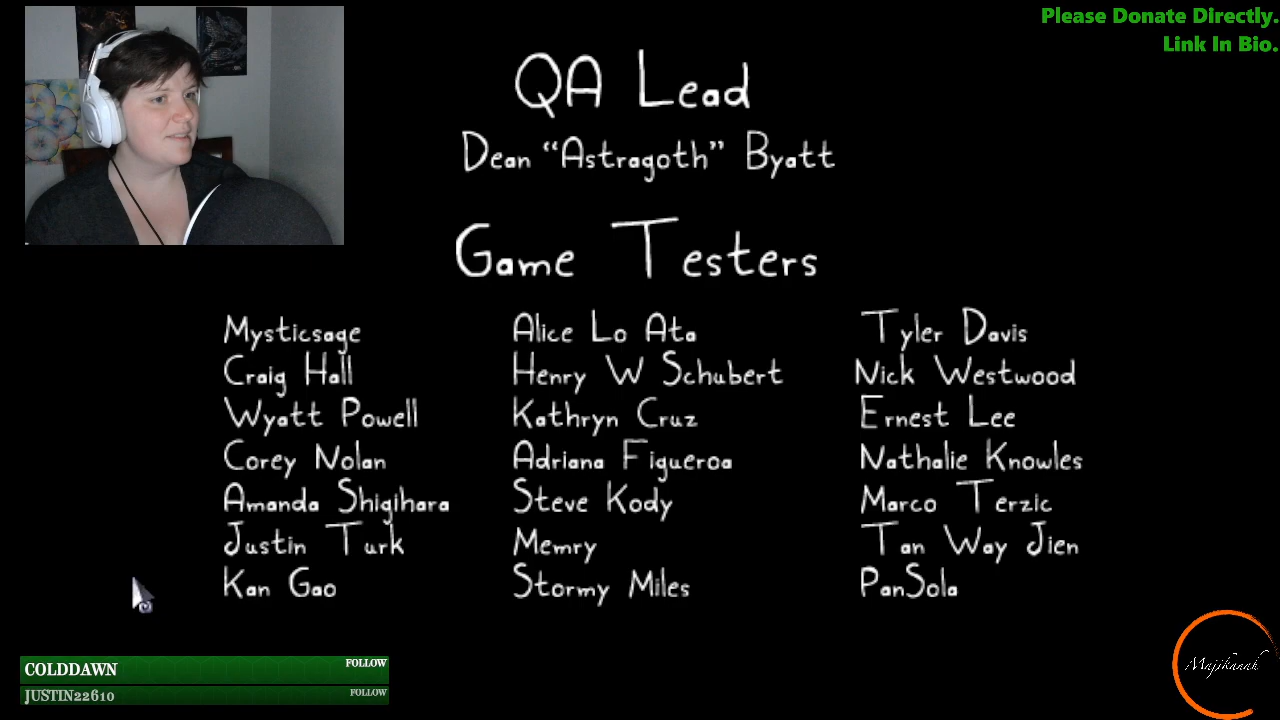 Please Donate Directly.
Link In Bio.
QA Lead
Dean “Astragoth” Byatt
Game Testers
Mysticsage
Craig Hall
Wyatt Powell
Corey Nolan
Amanda Shigihara
Justin Turk
Kan Gao
Alice Lo Ata
Henry W Schubert
Kathryn Cruz
Adriana Figueroa
Steve Kody
Memry
Stormy Miles
Tyler Davis
Nick Westwood
Ernest Lee
Nathalie Knowles
Marco Terzic
Tan Way Jien
PanSola
COLDDAWN FOLLOW
JUSTIN22610 FOLLOW
Majikanah